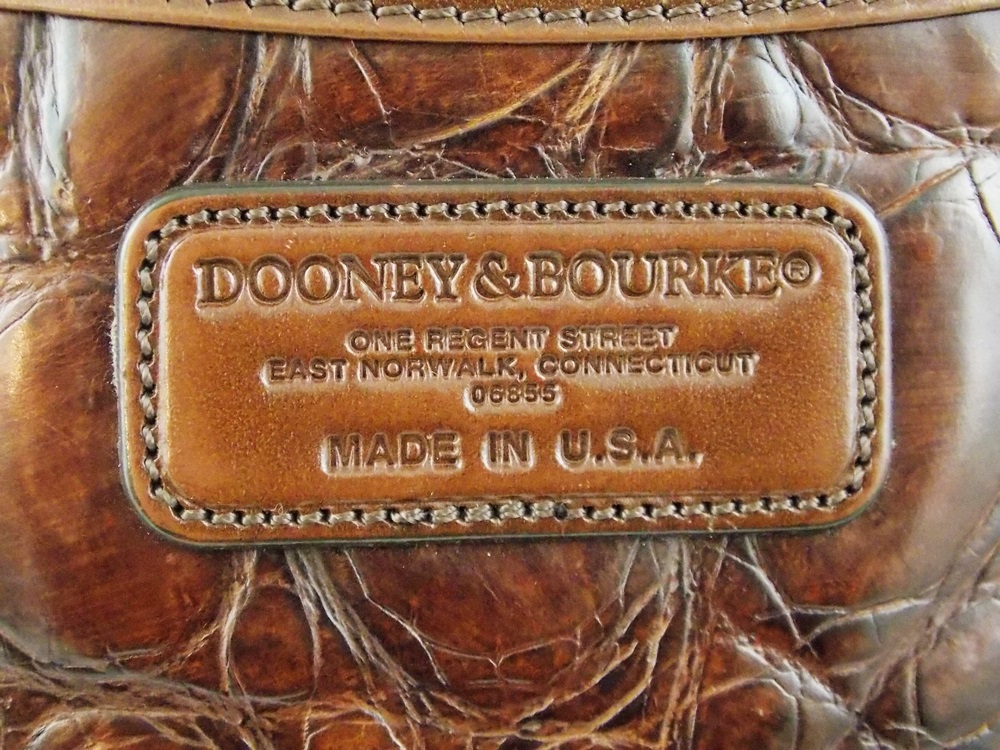 DOONEY & BOURKE®
ONE REGENT STREET
EAST NORWALK, CONNECTICUT
06855
MADE IN U.S.A.